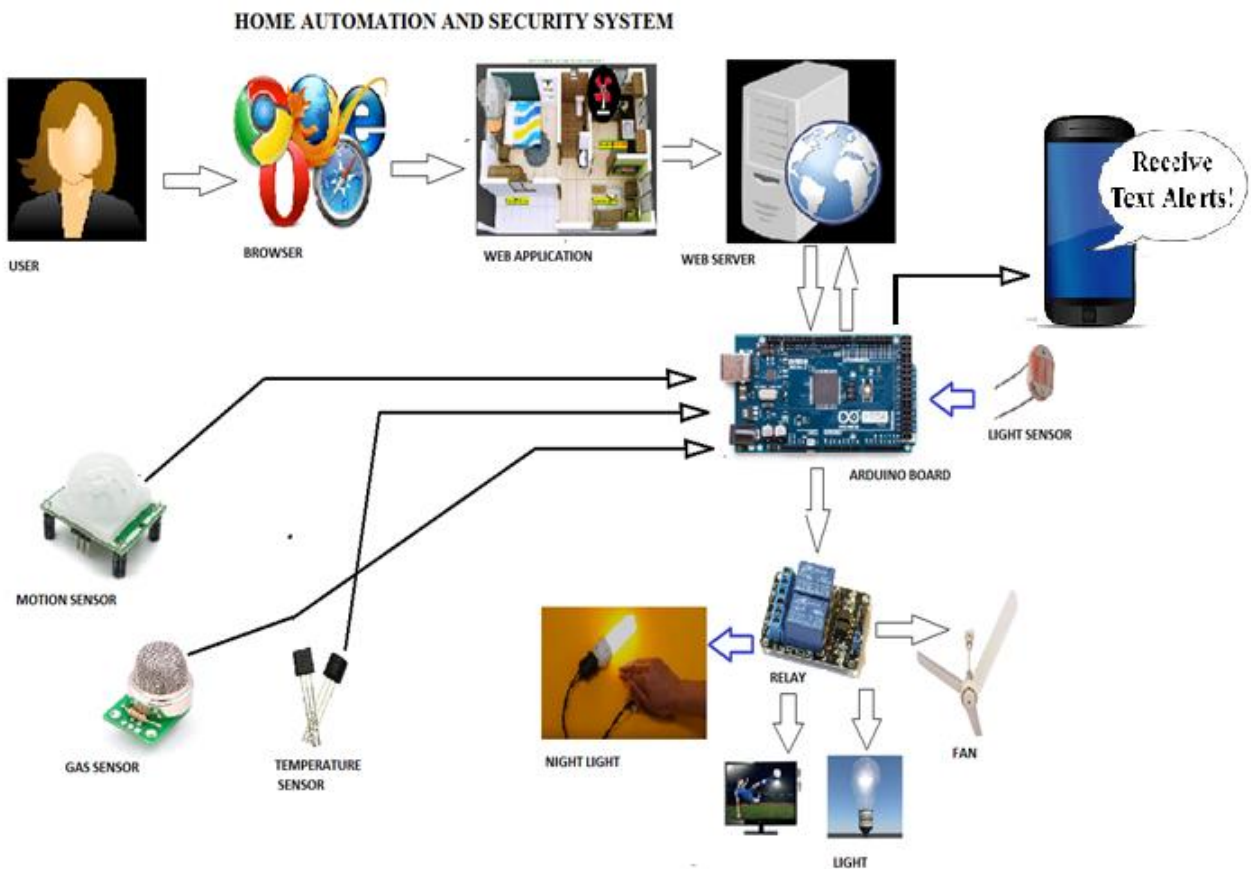 HOME AUTOMATION AND SECURITY SYSTEM
USER
BROWSER
WEB APPLICATION
WEB SERVER
Receive
Text Alerts!
LIGHT SENSOR
ARDUINO BOARD
MOTION SENSOR
GAS SENSOR
TEMPERATURE
SENSOR
RELAY
NIGHT LIGHT
FAN
LIGHT